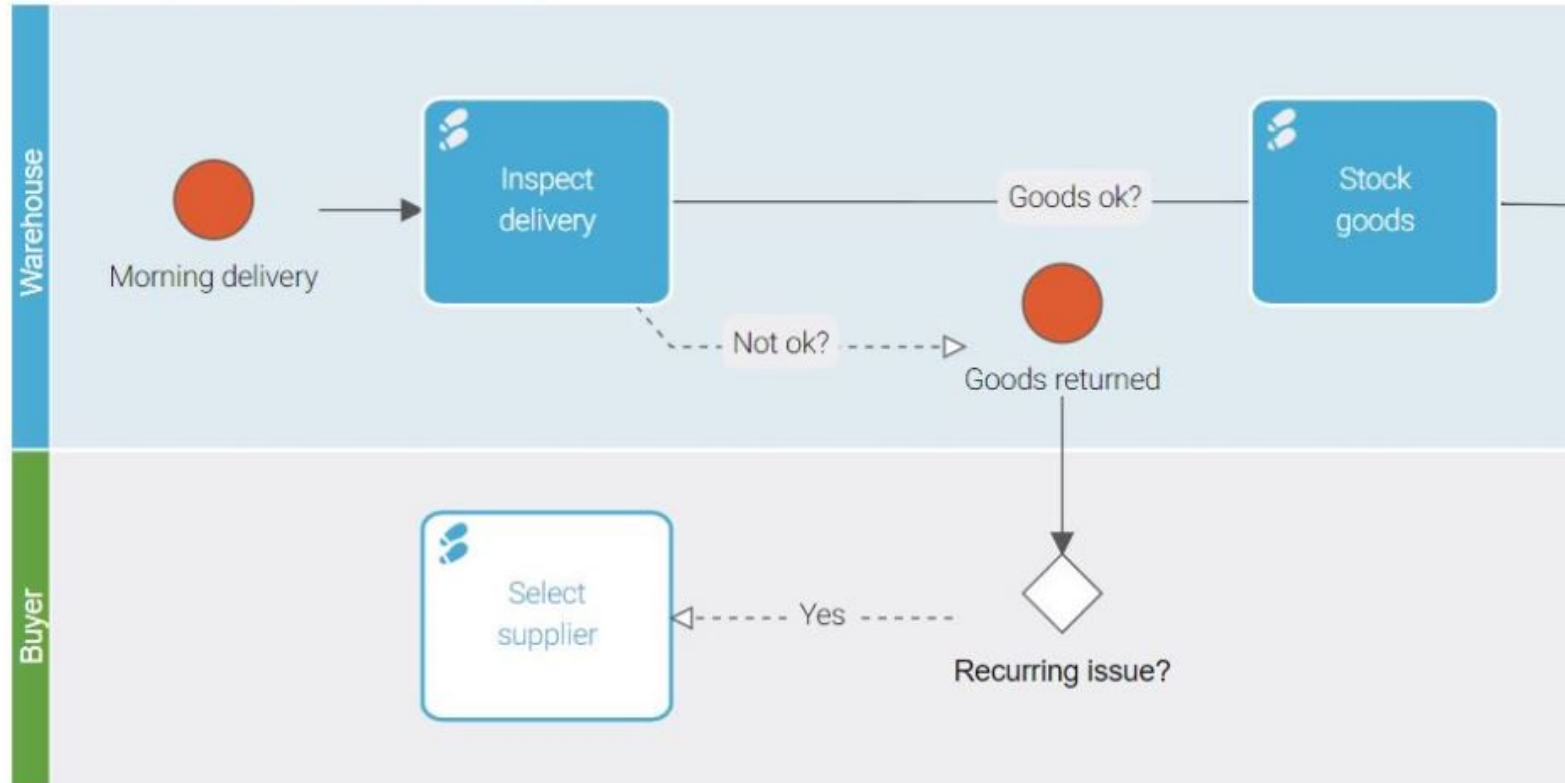 Warehouse
Morning delivery
Inspect
delivery
Goods ok?
Stock
goods
Not ok?
Goods returned
Buyer
Select
supplier
Yes
Recurring issue?